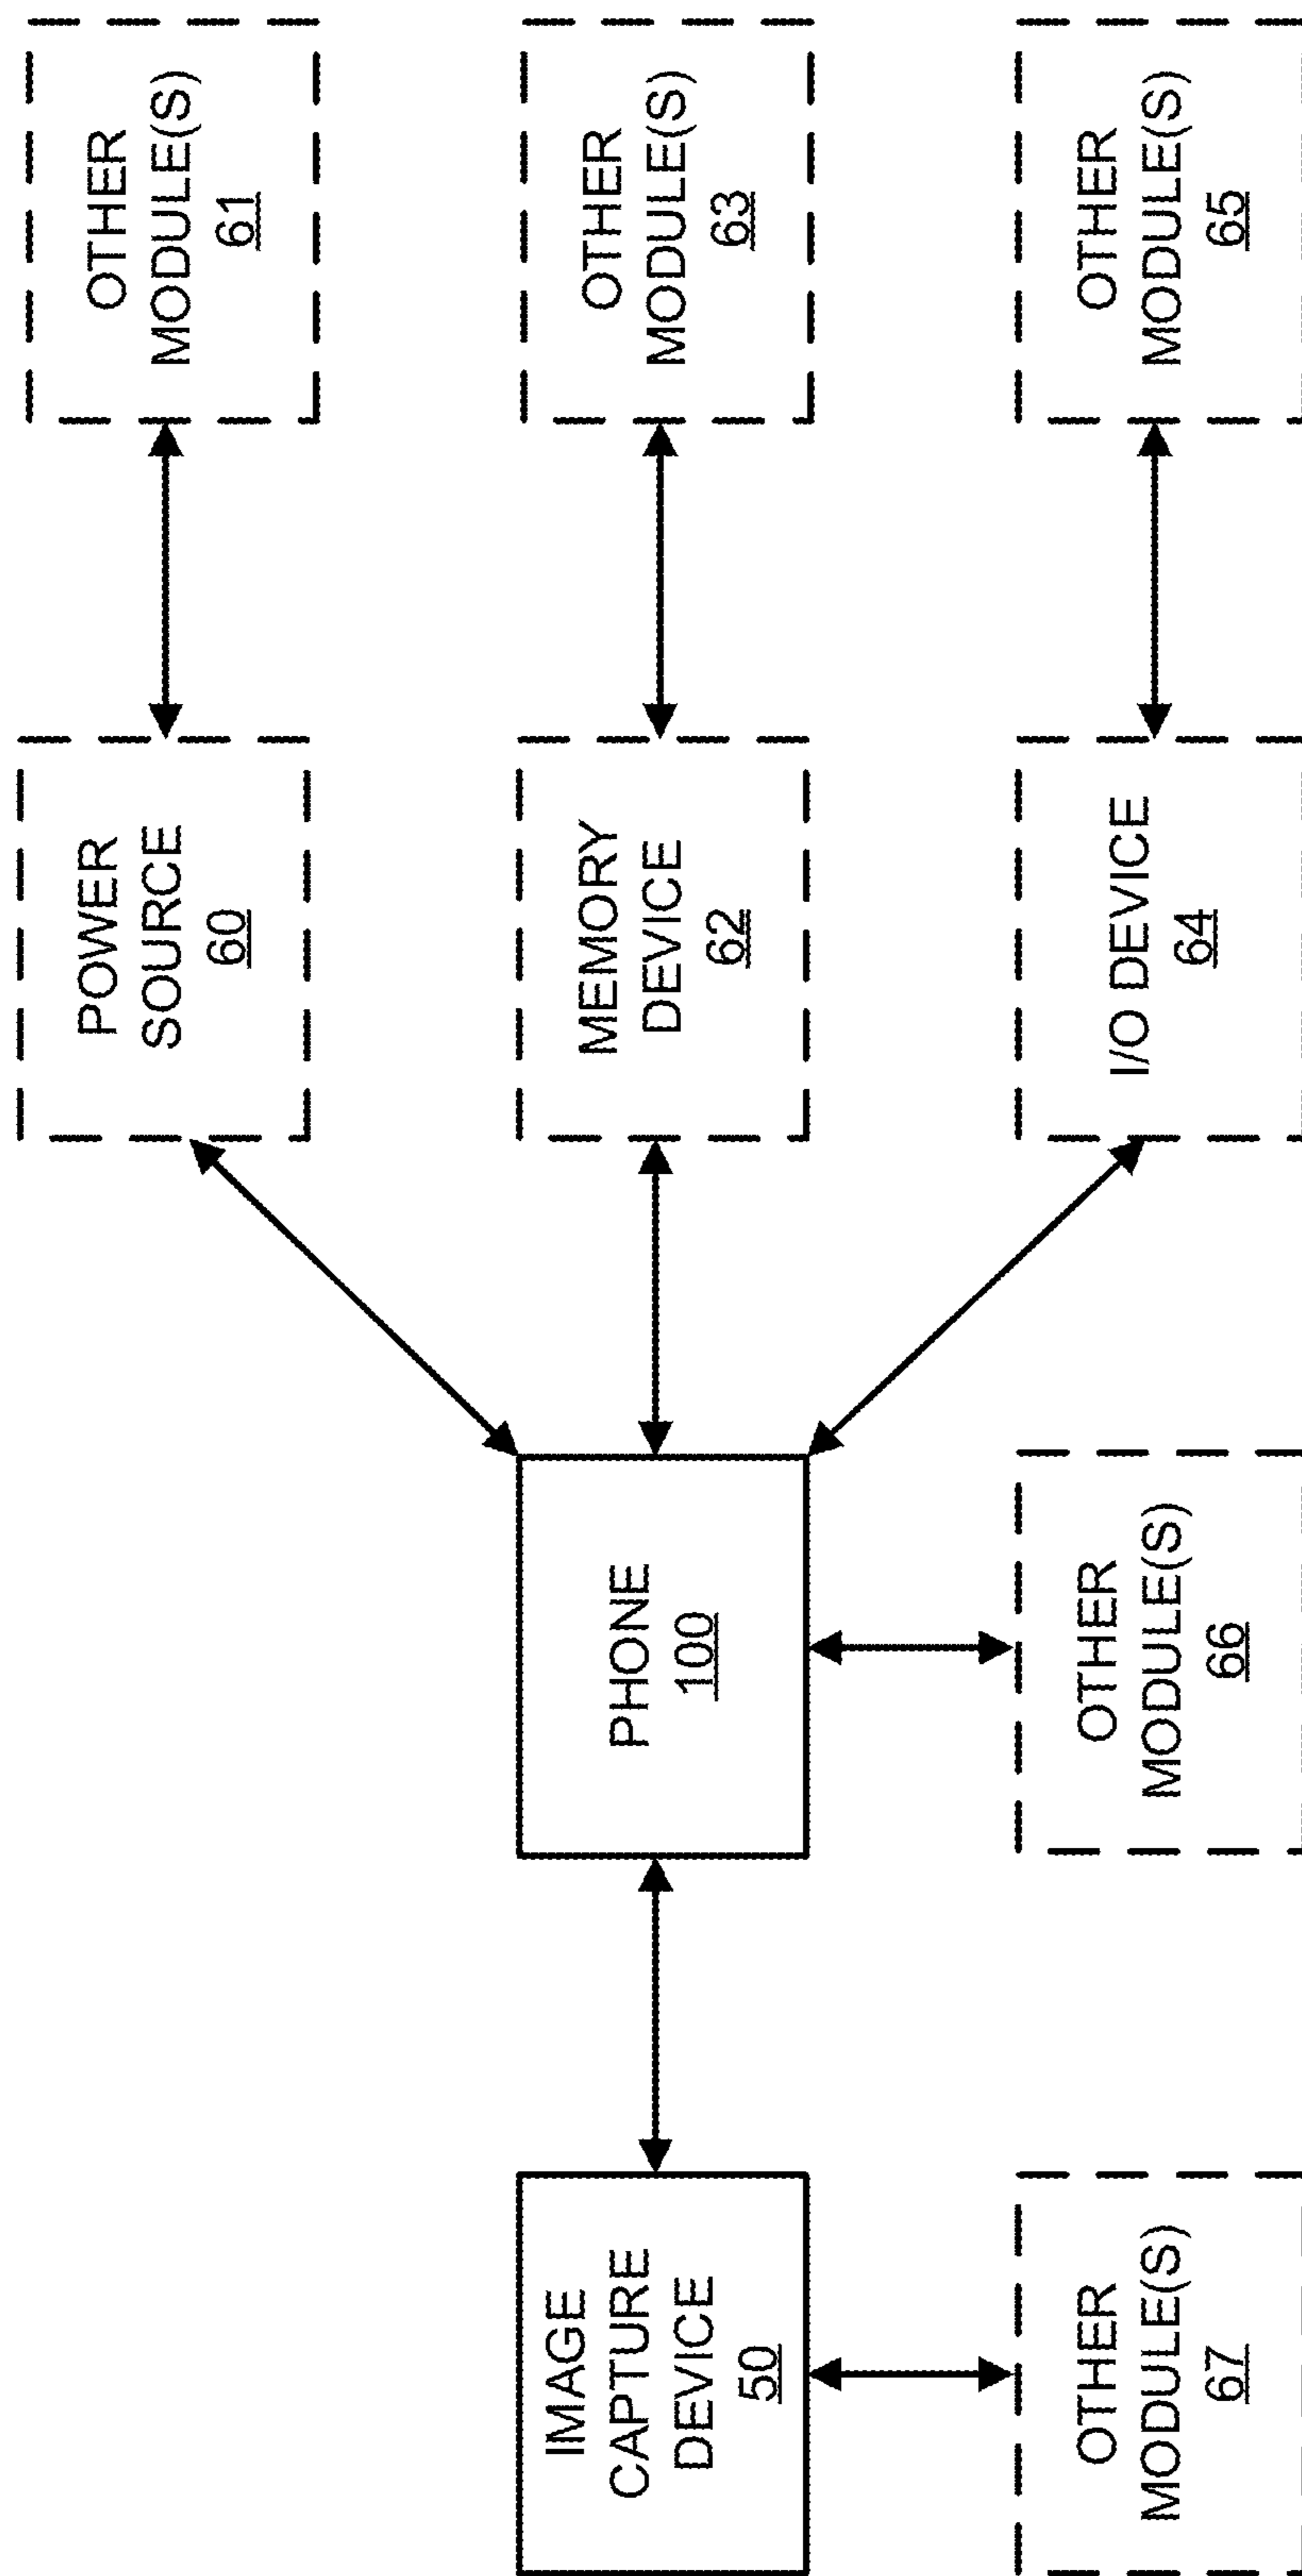 POWER
SOURCE
60
OTHER
MODULE(S)
61
IMAGE
CAPTURE
DEVICE
50
PHONE
100
MEMORY
DEVICE
62
OTHER
MODULE(S)
63
OTHER
MODULE(S)
67
OTHER
MODULE(S)
66
I/O DEVICE
64
OTHER
MODULE(S)
65